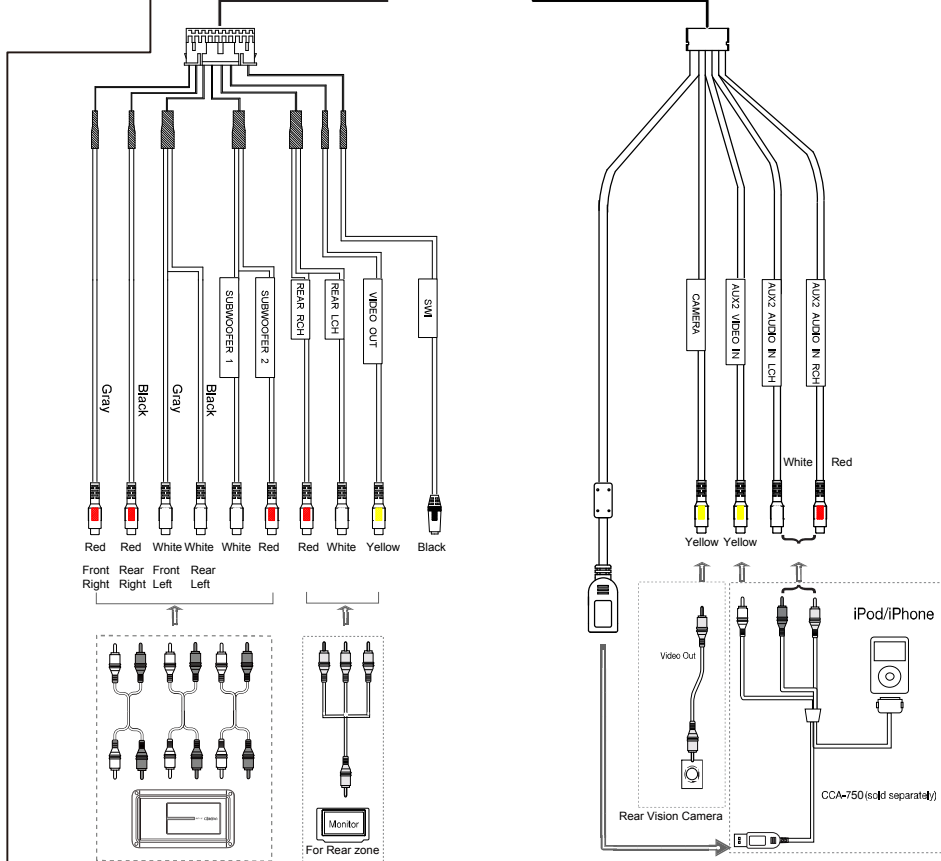 SUBWOOFER 1
SUBWOOFER 2
REAR RCH
REAR LCH
VIDEO OUT
SWI
Gray
Black
Gray
Black
Red
Red
White
White
White
Red
Red
White
Yellow
Black
Front
Right
Rear
Right
Front
Left
Rear
Left
Monitor
For Rear zone
CAMERA
AUX2 VIDEO IN
AUX2 AUDIO IN LCH
AUX2 AUDIO IN RCH
White
Red
Yellow
Yellow
Video Out
Rear Vision Camera
iPod/iPhone
CCA-750 (sold separately)